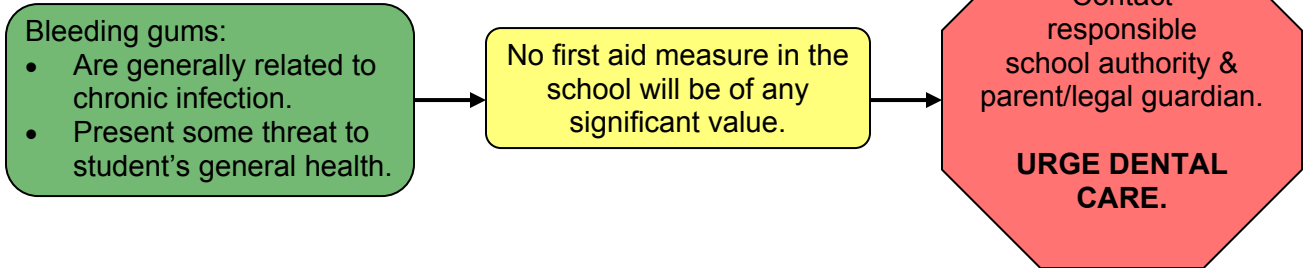 Bleeding gums:
• Are generally related to
chronic infection.
• Present some threat to
student’s general health.
No first aid measure in the
school will be of any
significant value.
Contact
responsible
school authority &
parent/legal guardian.
URGE DENTAL
CARE.